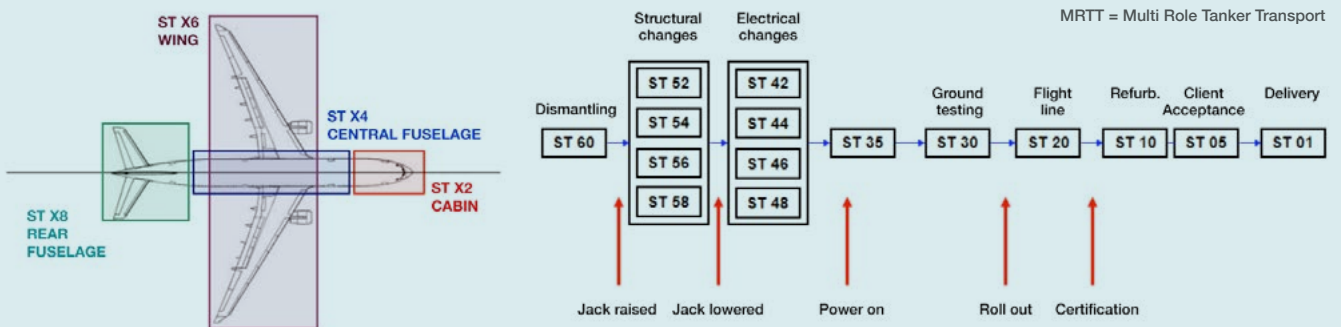 MRTT = Multi Role Tanker Transport
ST X6
WING
ST X4
CENTRAL FUSELAGE
ST X2
CABIN
ST X8
REAR
FUSELAGE
Structural
changes
Electrical
changes
Dismantling
Ground
testing
Flight
line
Refurb.
Client
Acceptance
Delivery
ST 60
ST 52
ST 54
ST 56
ST 58
ST 42
ST 44
ST 46
ST 48
ST 35
ST 30
ST 20
ST 10
ST 05
ST 01
Jack raised
Jack lowered
Power on
Roll out
Certification